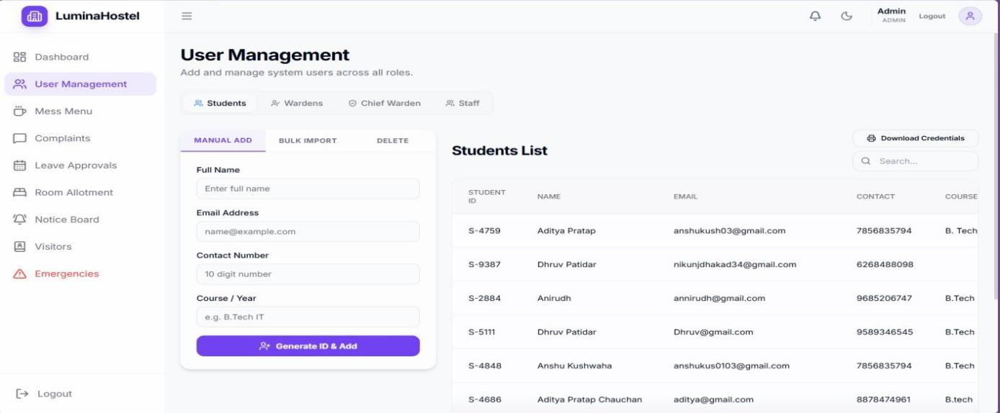 LuminaHostel
Admin
ADMIN
Logout
Dashboard
User Management
Mess Menu
Complaints
Leave Approvals
Room Allotment
Notice Board
Visitors
Emergencies
Logout
User Management
Add and manage system users across all roles.
Students Wardens Chief Warden Staff
MANUAL ADD BULK IMPORT DELETE
Full Name
Enter full name
Email Address
name@example.com
Contact Number
10 digit number
Course / Year
e.g. B.Tech IT
Generate ID & Add
Students List
Download Credentials
Search...
STUDENT ID NAME EMAIL CONTACT COURSE
S-4759 Aditya Pratap anshukush03@gmail.com 7856835794 B. Tech
S-9387 Dhruv Patidar nikunjdhakad34@gmail.com 6268488098
S-2884 Anirudh annirudh@gmail.com 9685206747 B.Tech
S-5111 Dhruv Patidar Dhruv@gmail.com 9589346545 B.Tech
S-4848 Anshu Kushwaha anshukus0103@gmail.com 7856835794 B.Tech
S-4686 Aditya Pratap Chauchan aditya@gmail.com 8878474961 B.tech